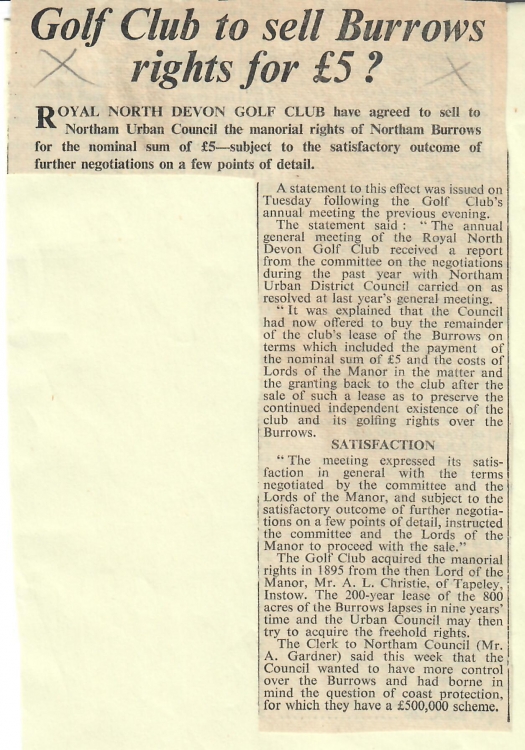 Golf Club to sell Burrows
rights for £5 ?
ROYAL NORTH DEVON GOLF CLUB have agreed to sell to
Northam Urban Council the manorial rights of Northam Burrows
for the nominal sum of £5—subject to the satisfactory outcome of
further negotiations on a few points of detail.
A statement to this effect was issued on
Tuesday following the Golf Club's
annual meeting the previous evening.
The statement said : " The annual
general meeting of the Royal North
Devon Golf Club received a report
from the committee on the negotiations
during the past year with Northam
Urban District Council carried on as
resolved at last year's general meeting.
" It was explained that the Council
had now offered to buy the remainder
of the club's lease of the Burrows on
terms which included the payment of
the nominal sum of £5 and the costs of
Lords of the Manor in the matter and
the granting back to the club after the
sale of such a lease as to preserve the
continued independent existence of the
club and its golfing rights over the
Burrows.
SATISFACTION
" The meeting expressed its satis-
faction in general with the terms
negotiated by the committee and the
Lords of the Manor, and subject to the
satisfactory outcome of further negotia-
tions on a few points of detail, instructed
the committee and the Lords of the
Manor to proceed with the sale."
The Golf Club acquired the manorial
rights in 1895 from the then Lord of the
Manor, Mr. A. L. Christie, of Tapeley,
Instow. The 200-year lease of the 800
acres of the Burrows lapses in nine years'
time and the Urban Council may then
try to acquire the freehold rights.
The Clerk to Northam Council (Mr.
A. Gardner) said this week that the
Council wanted to have more control
over the Burrows and had borne in
mind the question of coast protection,
for which they have a £500,000 scheme.